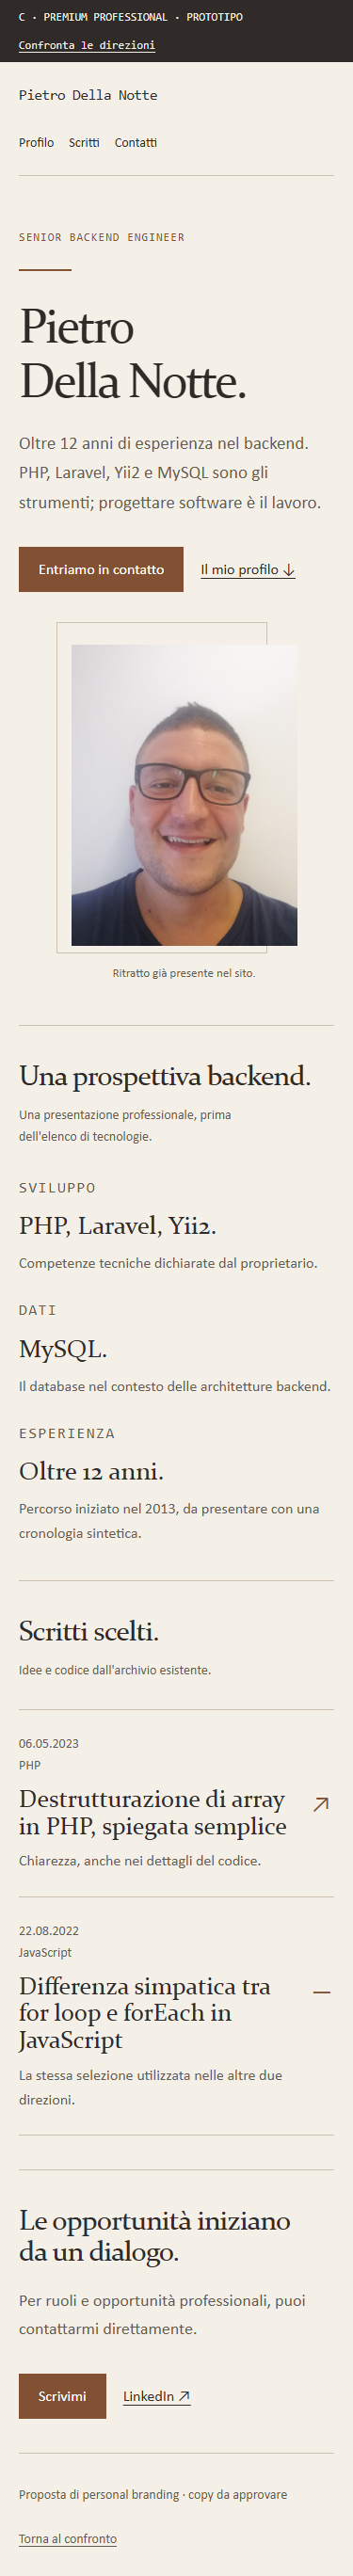 C · PREMIUM PROFESSIONAL · PROTOTIPO
Confronta le direzioni
Pietro Della Notte
Profilo Scritti Contatti
SENIOR BACKEND ENGINEER
Pietro
Della Notte.
Oltre 12 anni di esperienza nel backend.
PHP, Laravel, Yii2 e MySQL sono gli
strumenti; progettare software è il lavoro.
Entriamo in contatto Il mio profilo ↓
Ritratto già presente nel sito.
Una prospettiva backend.
Una presentazione professionale, prima
dell'elenco di tecnologie.
SVILUPPO
PHP, Laravel, Yii2.
Competenze tecniche dichiarate dal proprietario.
DATI
MySQL.
Il database nel contesto delle architetture backend.
ESPERIENZA
Oltre 12 anni.
Percorso iniziato nel 2013, da presentare con una
cronologia sintetica.
Scritti scelti.
Idee e codice dall'archivio esistente.
06.05.2023
PHP
Destrutturazione di array ↗
in PHP, spiegata semplice
Chiarezza, anche nei dettagli del codice.
22.08.2022
JavaScript
Differenza simpatica tra —
for loop e forEach in
JavaScript
La stessa selezione utilizzata nelle altre due
direzioni.
Le opportunità iniziano
da un dialogo.
Per ruoli e opportunità professionali, puoi
contattarmi direttamente.
Scrivimi LinkedIn ↗
Proposta di personal branding · copy da approvare
Torna al confronto